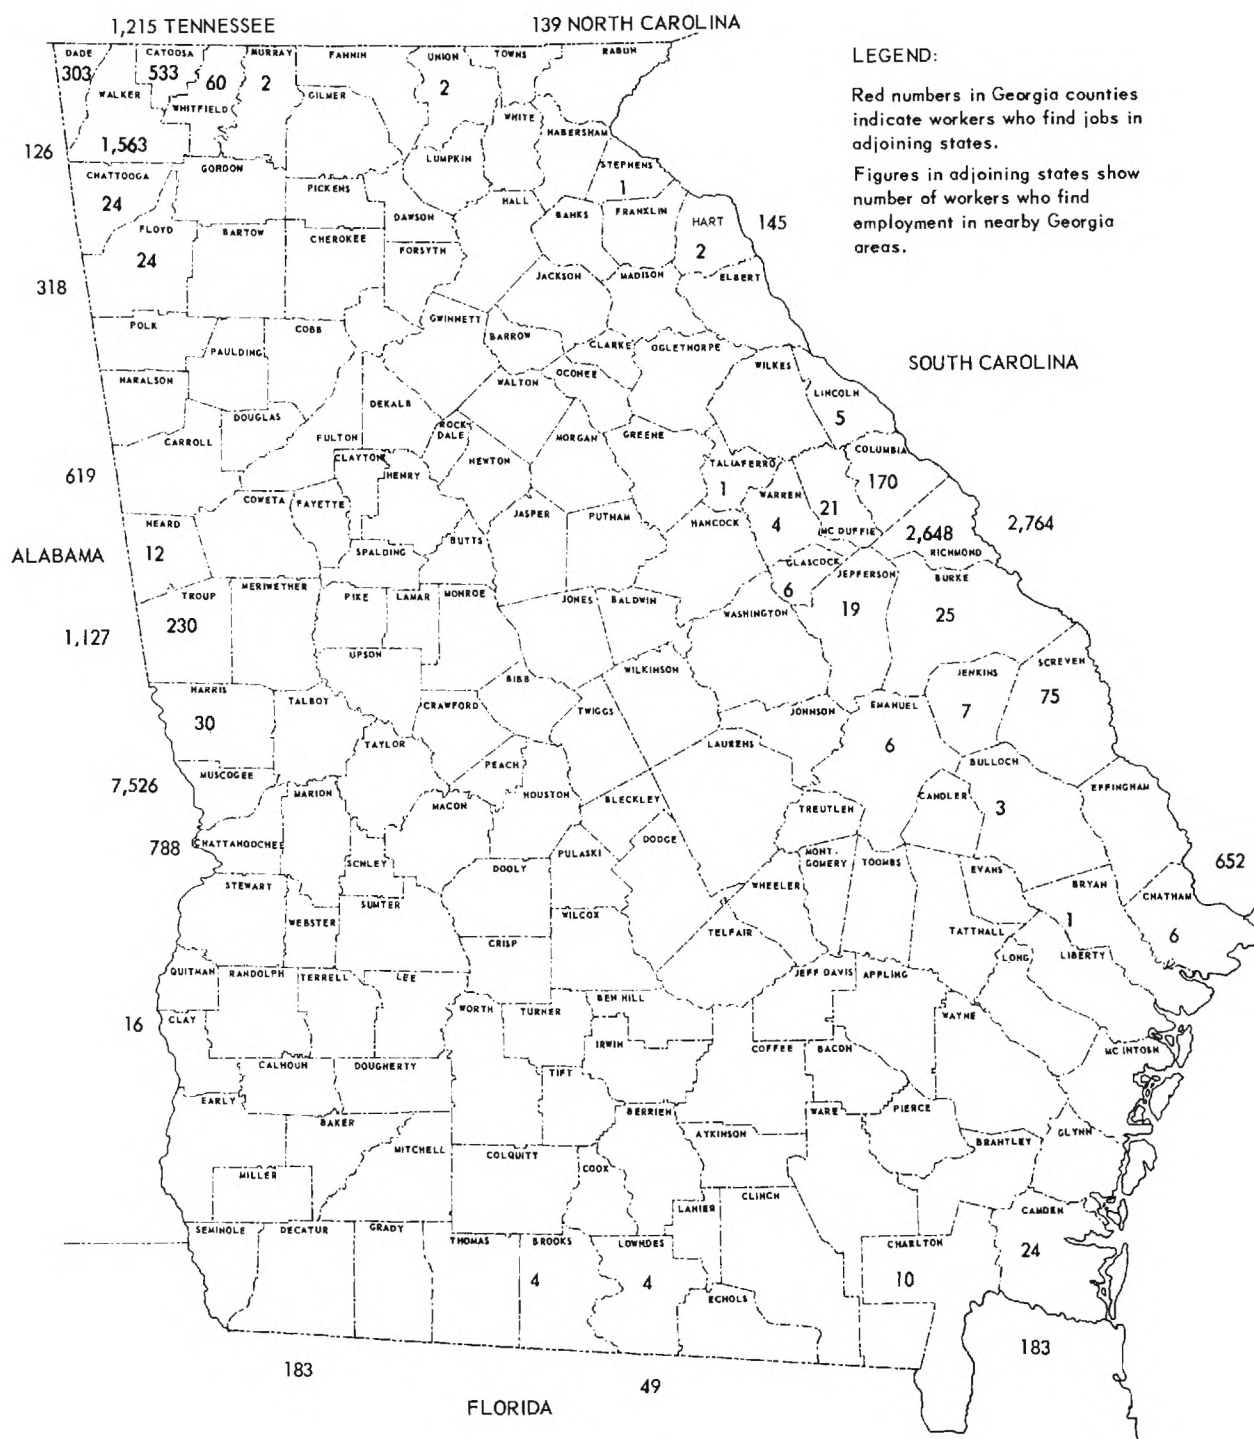 1,215 TENNESSEE
139 NORTH CAROLINA
LEGEND:
Red numbers in Georgia counties
indicate workers who find jobs in
adjoining states.
Figures in adjoining states show
number of workers who find
employment in nearby Georgia
areas.
DADE
303
CATOOSA
533
WALKER
1,563
WHITFIELD
60
MURRAY
2
FANNIN
GILMER
UNION
2
TOWNS
RABUN
WHITE
HABERSHAM
LUMPKIN
STEPHENS
1
126
CHATTOOGA
24
GORDON
PICKENS
DAWSON
HALL
BANKS
FRANKLIN
HART
2
145
FLOYD
24
BARTOW
CHEROKEE
FORSYTH
JACKSON
MADISON
ELBERT
318
POLK
PAULDING
COBB
GWINNETT
BARROW
CLARKE
OGLETHORPE
WILKES
SOUTH CAROLINA
LINCOLN
5
HARALSON
DOUGLAS
DEKALB
WALTON
OCONEE
CARROLL
FULTON
CLAYTON
ROCK
DALE
NEWTON
MORGAN
GREENE
TALIAFERRO
1
COLUMBIA
170
619
HENRY
WARREN
4
21
MC DUFFIE
COWETA
FAYETTE
JASPER
PUTNAM
HANCOCK
2,648
RICHMOND
2,764
HEARD
12
ALABAMA
SPALDING
BUTTS
GLASCOCK
6
JEFFERSON
19
BURKE
25
TROUP
230
MERIWETHER
PIKE
LAMAR
MONROE
JONES
BALDWIN
WASHINGTON
1,127
UPSON
WILKINSON
JENKINS
7
SCREVEN
75
HARRIS
30
TALBOT
CRAWFORD
BIBB
TWIGGS
JOHNSON
EMANUEL
6
TAYLOR
LAURENS
7,526
MUSCOGEE
MARION
PEACH
HOUSTON
MACON
BLECKLEY
TREUTLEN
CANDLER
BULLOCH
3
EFFINGHAM
788
CHATTAHOOCHEE
SCHLEY
DOOLY
PULASKI
DODGE
MONT-
GOMERY
TOOMBS
EVANS
652
STEWART
WEBSTER
SUMTER
WILCOX
WHEELER
BRYAN
1
CHATHAM
6
CRISP
TELFAIR
TATTNALL
LONG
LIBERTY
QUITMAN
RANDOLPH
TERRELL
LEE
BEN HILL
JEFF DAVIS
APPLING
16
CLAY
WORTH
TURNER
IRWIN
COFFEE
BACON
WAYNE
MC INTOSH
CALHOUN
DOUGHERTY
TIFT
EARLY
BAKER
BERRIEN
WARE
PIERCE
MITCHELL
COLQUITT
COOK
ATKINSON
BRANTLEY
GLYNN
MILLER
LANIER
CLINCH
CAMDEN
24
SEMINOLE
DECATUR
GRADY
THOMAS
BROOKS
4
LOWNDES
4
ECHOLS
CHARLTON
10
183
49
183
FLORIDA